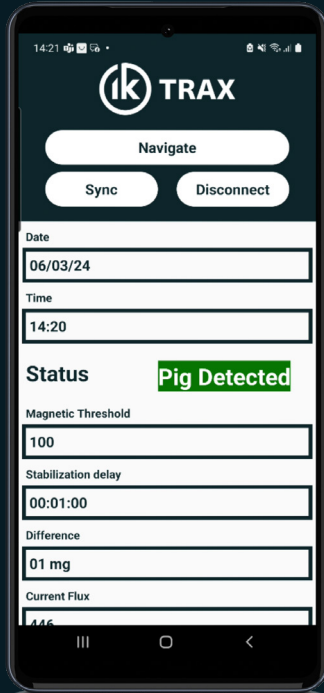 14:21
ik TRAX
Navigate
Sync
Disconnect
Date
06/03/24
Time
14:20
Status
Pig Detected
Magnetic Threshold
100
Stabilization delay
00:01:00
Difference
01 mg
Current Flux
446